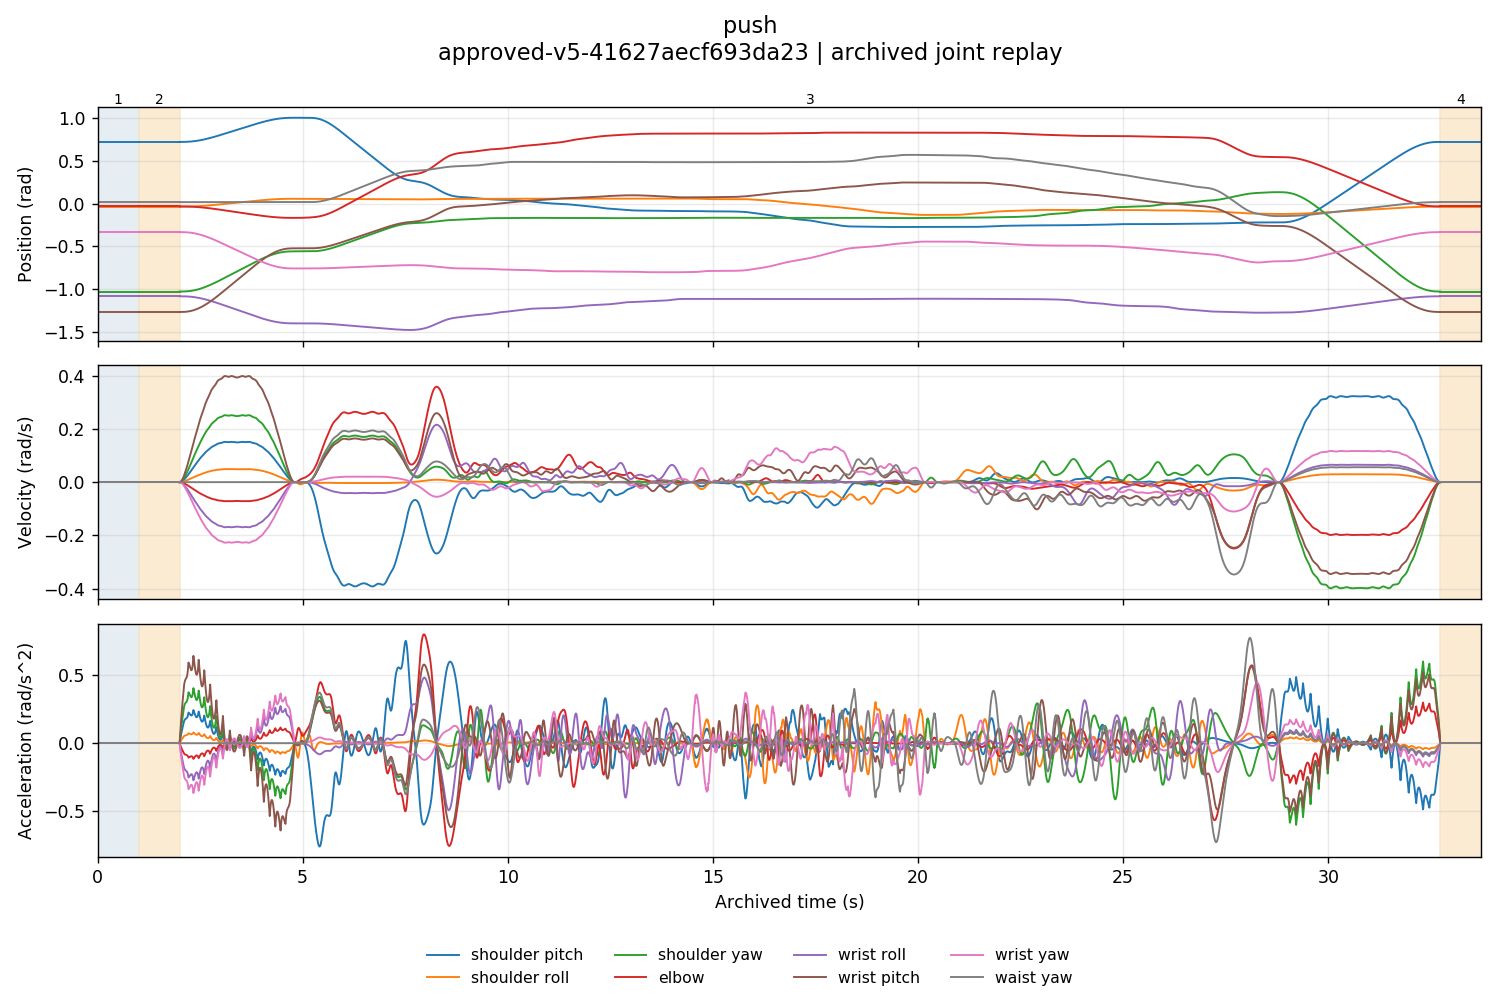 push
approved-v5-41627aecf693da23 | archived joint replay
1 2 3 4
1.0
0.5
0.0
−0.5
−1.0
−1.5
Position (rad)
0.4
0.2
0.0
−0.2
−0.4
Velocity (rad/s)
0.5
0.0
−0.5
Acceleration (rad/s^2)
0 5 10 15 20 25 30
Archived time (s)
shoulder pitch shoulder yaw wrist roll wrist yaw
shoulder roll elbow wrist pitch waist yaw